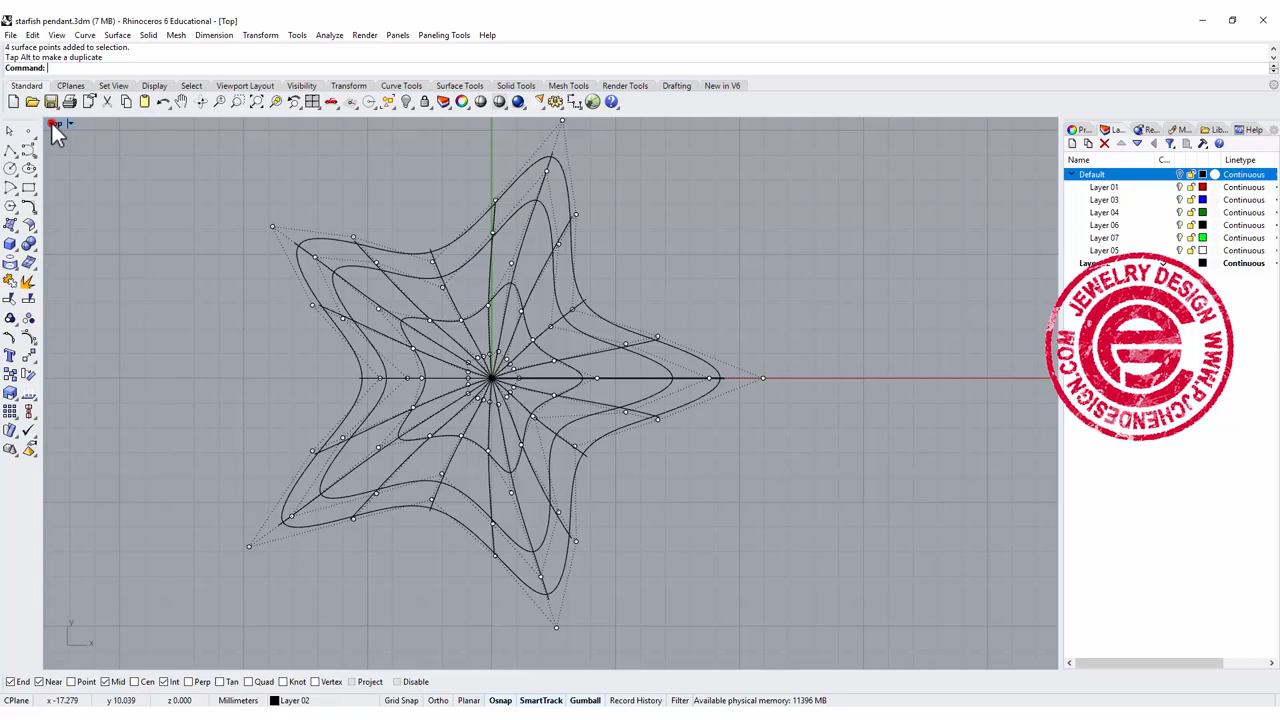 starfish pendant.3dm (7 MB) - Rhinoceros 6 Educational - [Top]
File Edit View Curve Surface Solid Mesh Dimension Transform Tools Analyze Render Panels Paneling Tools Help
4 surface points added to selection.
Tap Alt to make a duplicate
Command:
Standard CPlanes Set View Display Select Viewport Layout Visibility Transform Curve Tools Surface Tools Solid Tools Mesh Tools Render Tools Drafting New in V6
Pr... La... Re... M... Lib... Help
Name C... Linetype
Default Continuous
Layer 01 Continuous
Layer 03 Continuous
Layer 04 Continuous
Layer 06 Continuous
Layer 07 Continuous
Layer 05 Continuous
Continuous
JEWELRY DESIGN
WWW.PJCHENDESIGN.COM
y
x
End Near Point Mid Cen Int Perp Tan Quad Knot Vertex Project Disable
CPlane x -17.279 y 10.039 z 0.000 Millimeters Layer 02 Grid Snap Ortho Planar Osnap SmartTrack Gumball Record History Filter Available physical memory: 11396 MB